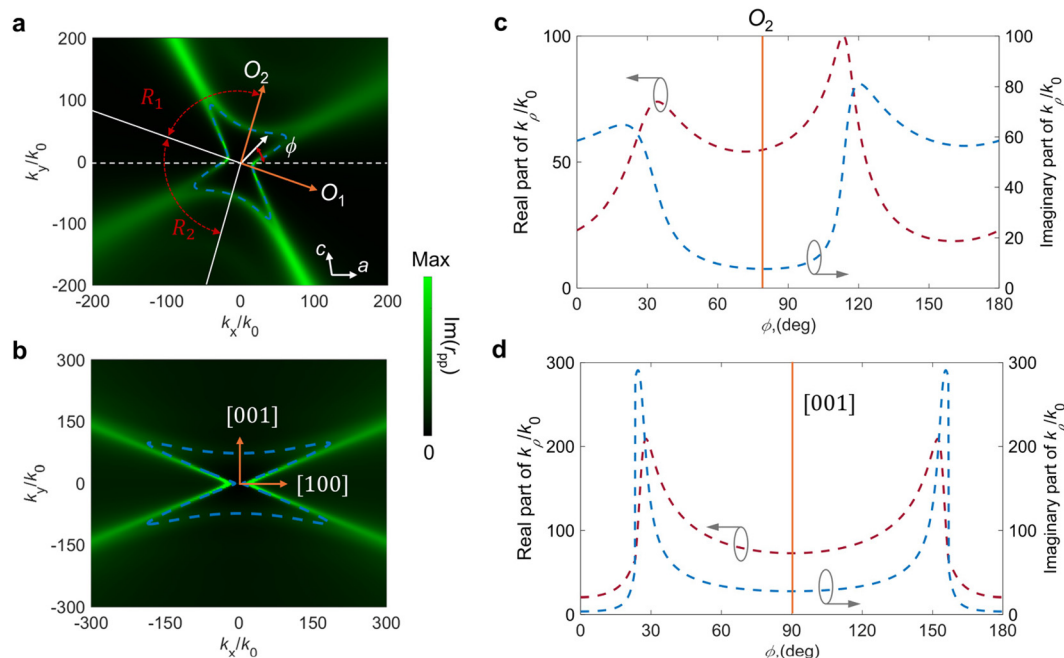 a
200
100
0
-100
-200
k_y/k_0
-200
-100
0
100
200
k_x/k_0
R_1
R_2
O_2
O_1
ϕ
c
a
Max
0
Im(r_pp)
b
300
150
0
-150
-300
k_y/k_0
-300
-150
0
150
300
k_x/k_0
[001]
[100]
c
O_2
100
50
0
Real part of k_ρ/k_0
100
80
60
40
20
0
Imaginary part of k_ρ/k_0
0
30
60
90
120
150
180
ϕ,(deg)
d
[001]
300
200
100
0
Real part of k_ρ/k_0
300
200
100
0
Imaginary part of k_ρ/k_0
0
30
60
90
120
150
180
ϕ,(deg)